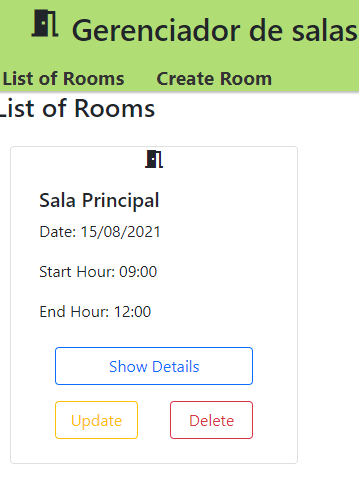 Gerenciador de salas
List of Rooms Create Room
List of Rooms
Sala Principal
Date: 15/08/2021
Start Hour: 09:00
End Hour: 12:00
Show Details
Update Delete